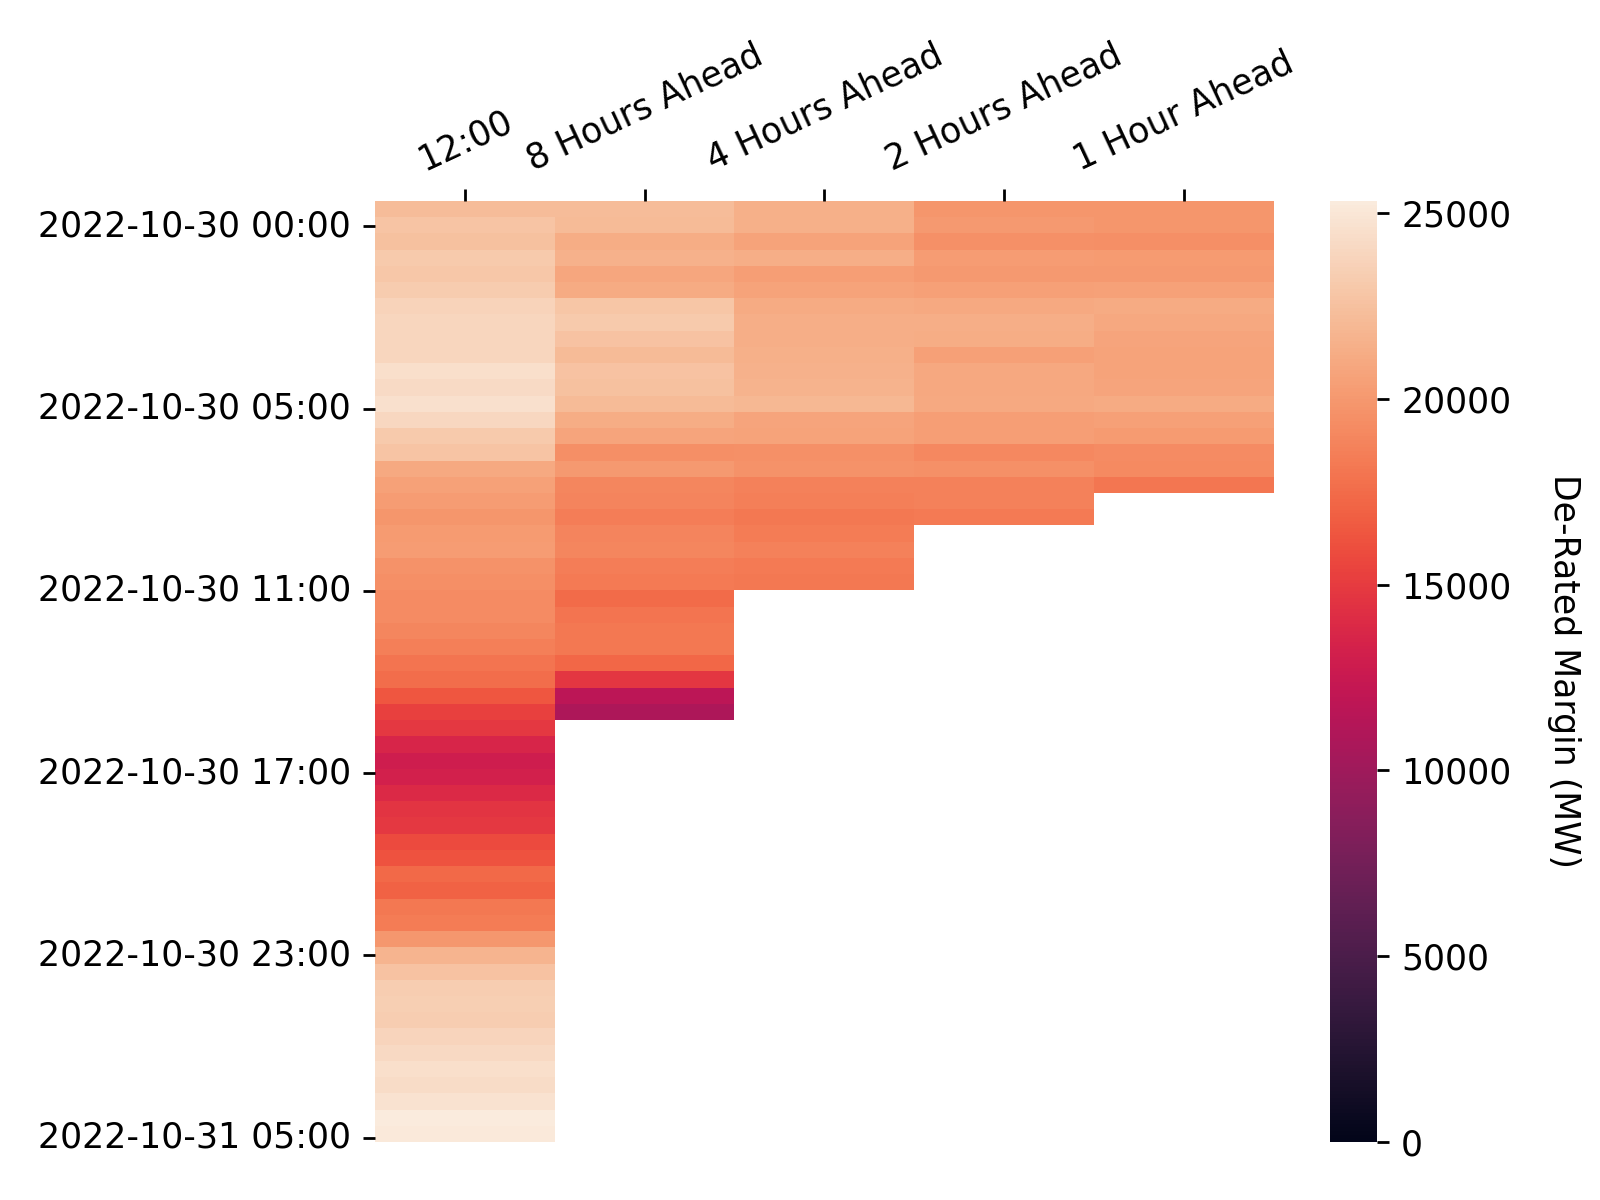 12:00
8 Hours Ahead
4 Hours Ahead
2 Hours Ahead
1 Hour Ahead
2022-10-30 00:00
2022-10-30 05:00
2022-10-30 11:00
2022-10-30 17:00
2022-10-30 23:00
2022-10-31 05:00
25000
20000
15000
10000
5000
0
De-Rated Margin (MW)